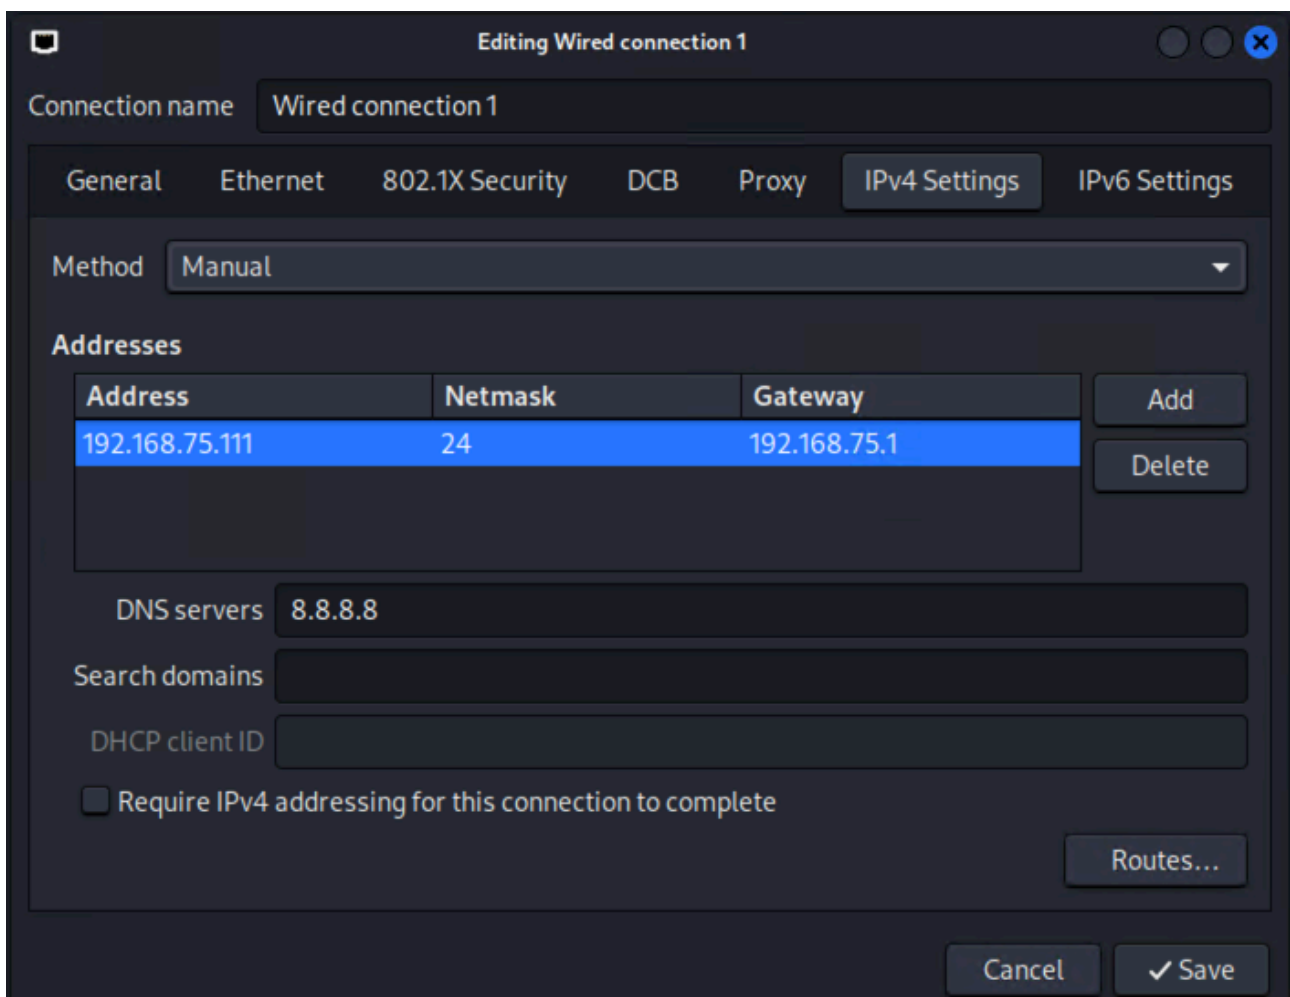 Editing Wired connection 1
Connection name Wired connection 1
General Ethernet 802.1X Security DCB Proxy IPv4 Settings IPv6 Settings
Method Manual
Addresses
Address Netmask Gateway Add
192.168.75.111 24 192.168.75.1
Delete
DNS servers 8.8.8.8
Search domains
DHCP client ID
Require IPv4 addressing for this connection to complete
Routes...
Cancel Save